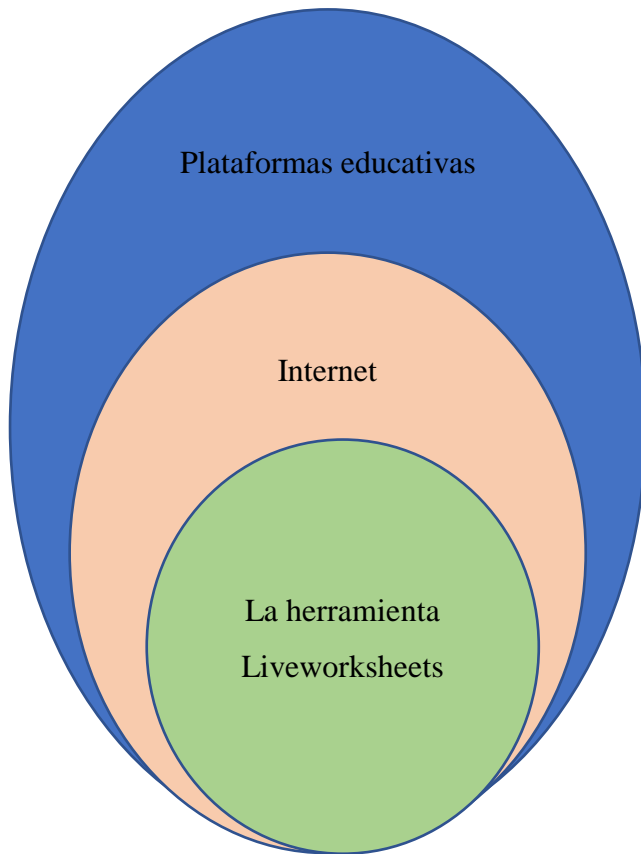 Plataformas educativas
Internet
La herramienta
Liveworksheets